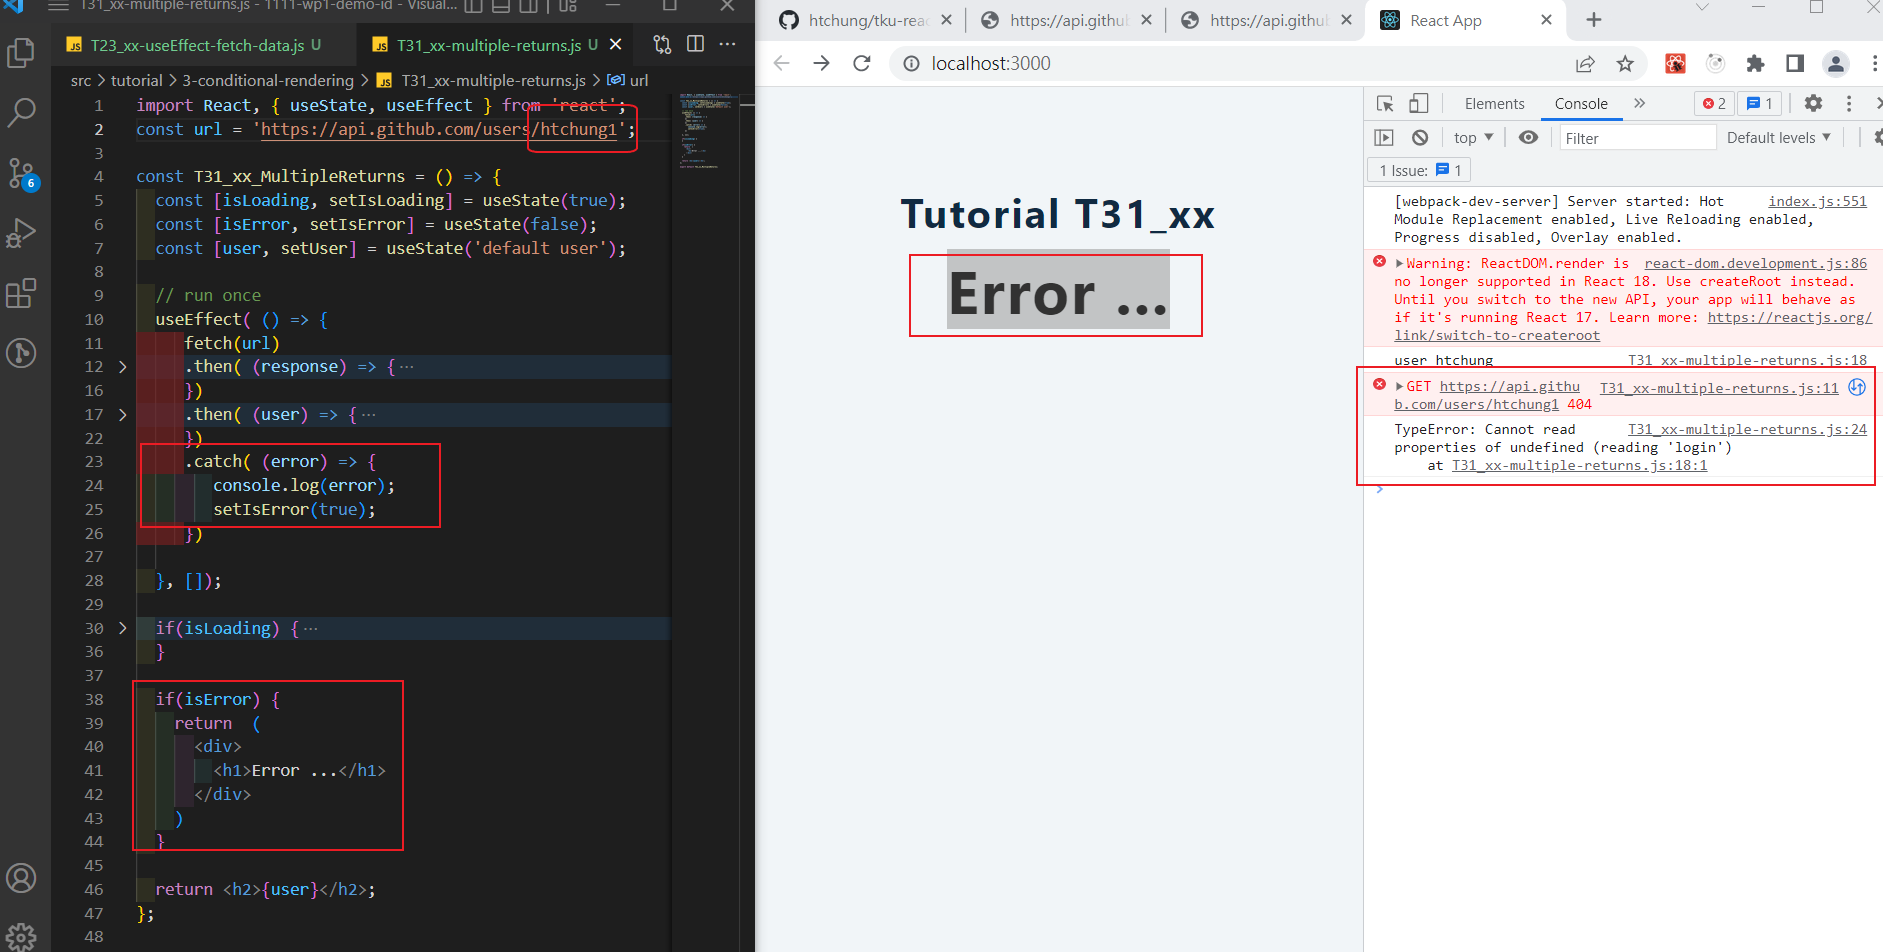 T31_xx-multiple-returns.js - 1111-wp1-demo-id - Visual...
T23_xx-useEffect-fetch-data.js U
T31_xx-multiple-returns.js U
src > tutorial > 3-conditional-rendering > JS T31_xx-multiple-returns.js > url
6
1 import React, { useState, useEffect } from 'react';
2 const url = 'https://api.github.com/users/htchung1';
3
4 const T31_xx_MultipleReturns = () => {
5 const [isLoading, setIsLoading] = useState(true);
6 const [isError, setIsError] = useState(false);
7 const [user, setUser] = useState('default user');
8
9 // run once
10 useEffect( () => {
11 fetch(url)
12 .then( (response) => { ...
16 })
17 .then( (user) => { ...
22 })
23 .catch( (error) => {
24 console.log(error);
25 setIsError(true);
26 })
27
28 }, []);
29
30 if(isLoading) { ...
36 }
37
38 if(isError) {
39 return (
40 <div>
41 <h1>Error ...</h1>
42 </div>
43 )
44 }
45
46 return <h2>{user}</h2>;
47 };
48
htchung/tku-rea
https://api.github
https://api.github
React App
localhost:3000
Tutorial T31_xx
Error ...
Elements Console » 2 1
top Filter Default levels
1 Issue: 1
[webpack-dev-server] Server started: Hot index.js:551
Module Replacement enabled, Live Reloading enabled,
Progress disabled, Overlay enabled.
Warning: ReactDOM.render is react-dom.development.js:86
no longer supported in React 18. Use createRoot instead.
Until you switch to the new API, your app will behave as
if it's running React 17. Learn more: https://reactjs.org/
link/switch-to-createroot
user htchung T31_xx-multiple-returns.js:18
GET https://api.githu T31_xx-multiple-returns.js:11
b.com/users/htchung1 404
TypeError: Cannot read T31_xx-multiple-returns.js:24
properties of undefined (reading 'login')
at T31_xx-multiple-returns.js:18:1